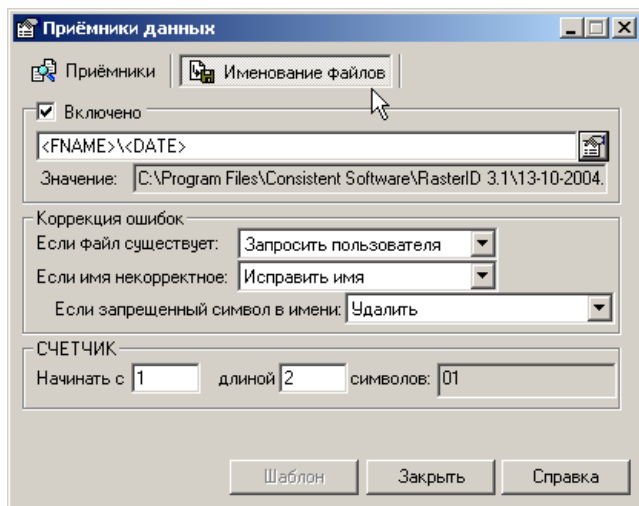 Приёмники данных
Приёмники Именование файлов
Включено
<FNAME>\<DATE>
Значение: C:\Program Files\Consistent Software\RasterID 3.1\13-10-2004.
Коррекция ошибок
Если файл существует: Запросить пользователя
Если имя некорректное: Исправить имя
Если запрещенный символ в имени: Удалить
СЧЕТЧИК
Начинать с 1 длиной 2 символов: 01
Шаблон Закрыть Справка